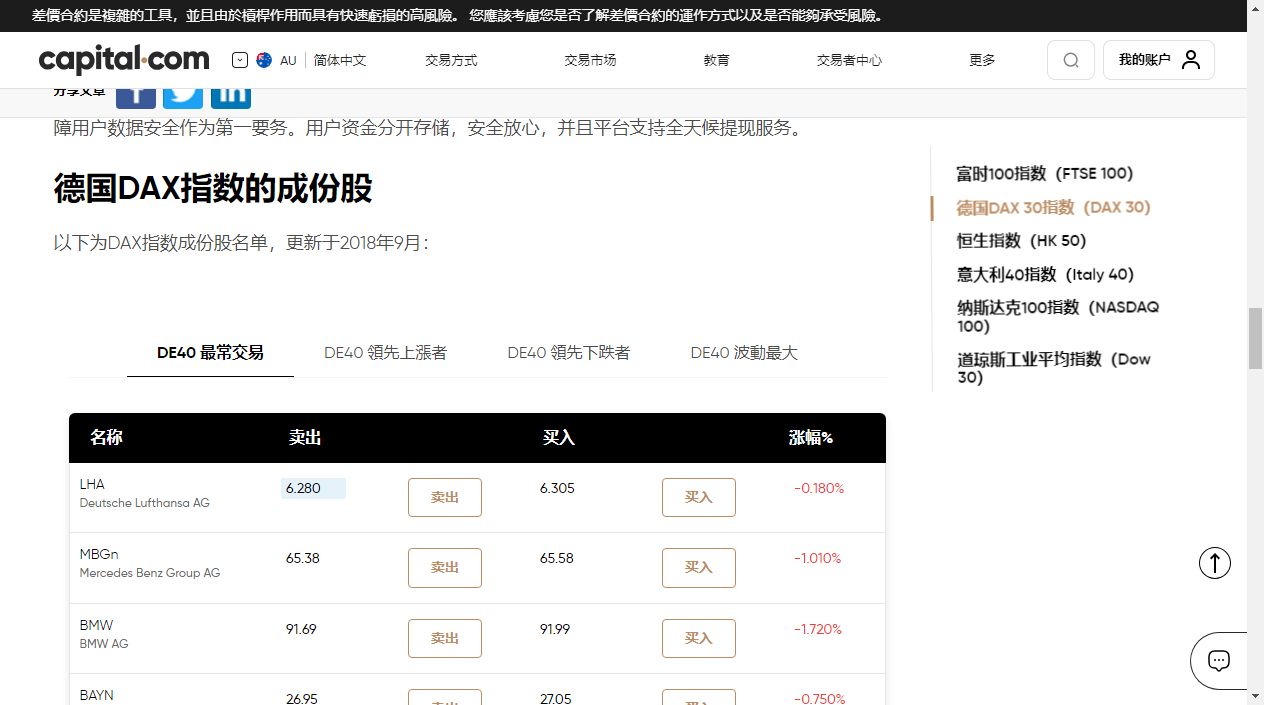 差價合約是複雜的工具，並且由於槓桿作用而具有快速虧損的高風險。 您應該考慮您是否了解差價合約的運作方式以及是否能夠承受風險。
capital.com
AU
简体中文
交易方式
交易市场
教育
交易者中心
更多
我的账户
分享文章
障用户数据安全作为第一要务。用户资金分开存储，安全放心，并且平台支持全天候提现服务。
德国DAX指数的成份股
以下为DAX指数成份股名单，更新于2018年9月：
富时100指数（FTSE 100）
德国DAX 30指数（DAX 30）
恒生指数（HK 50）
意大利40指数（Italy 40）
纳斯达克100指数（NASDAQ
100）
道琼斯工业平均指数（Dow
30）
DE40 最常交易
DE40 領先上漲者
DE40 領先下跌者
DE40 波動最大
名称 卖出 买入 涨幅%
LHA
Deutsche Lufthansa AG
6.280 卖出 6.305 买入 -0.180%
MBGn
Mercedes Benz Group AG
65.38 卖出 65.58 买入 -1.010%
BMW
BMW AG
91.69 卖出 91.99 买入 -1.720%
BAYN
26.95 卖出 27.05 买入 -0.750%